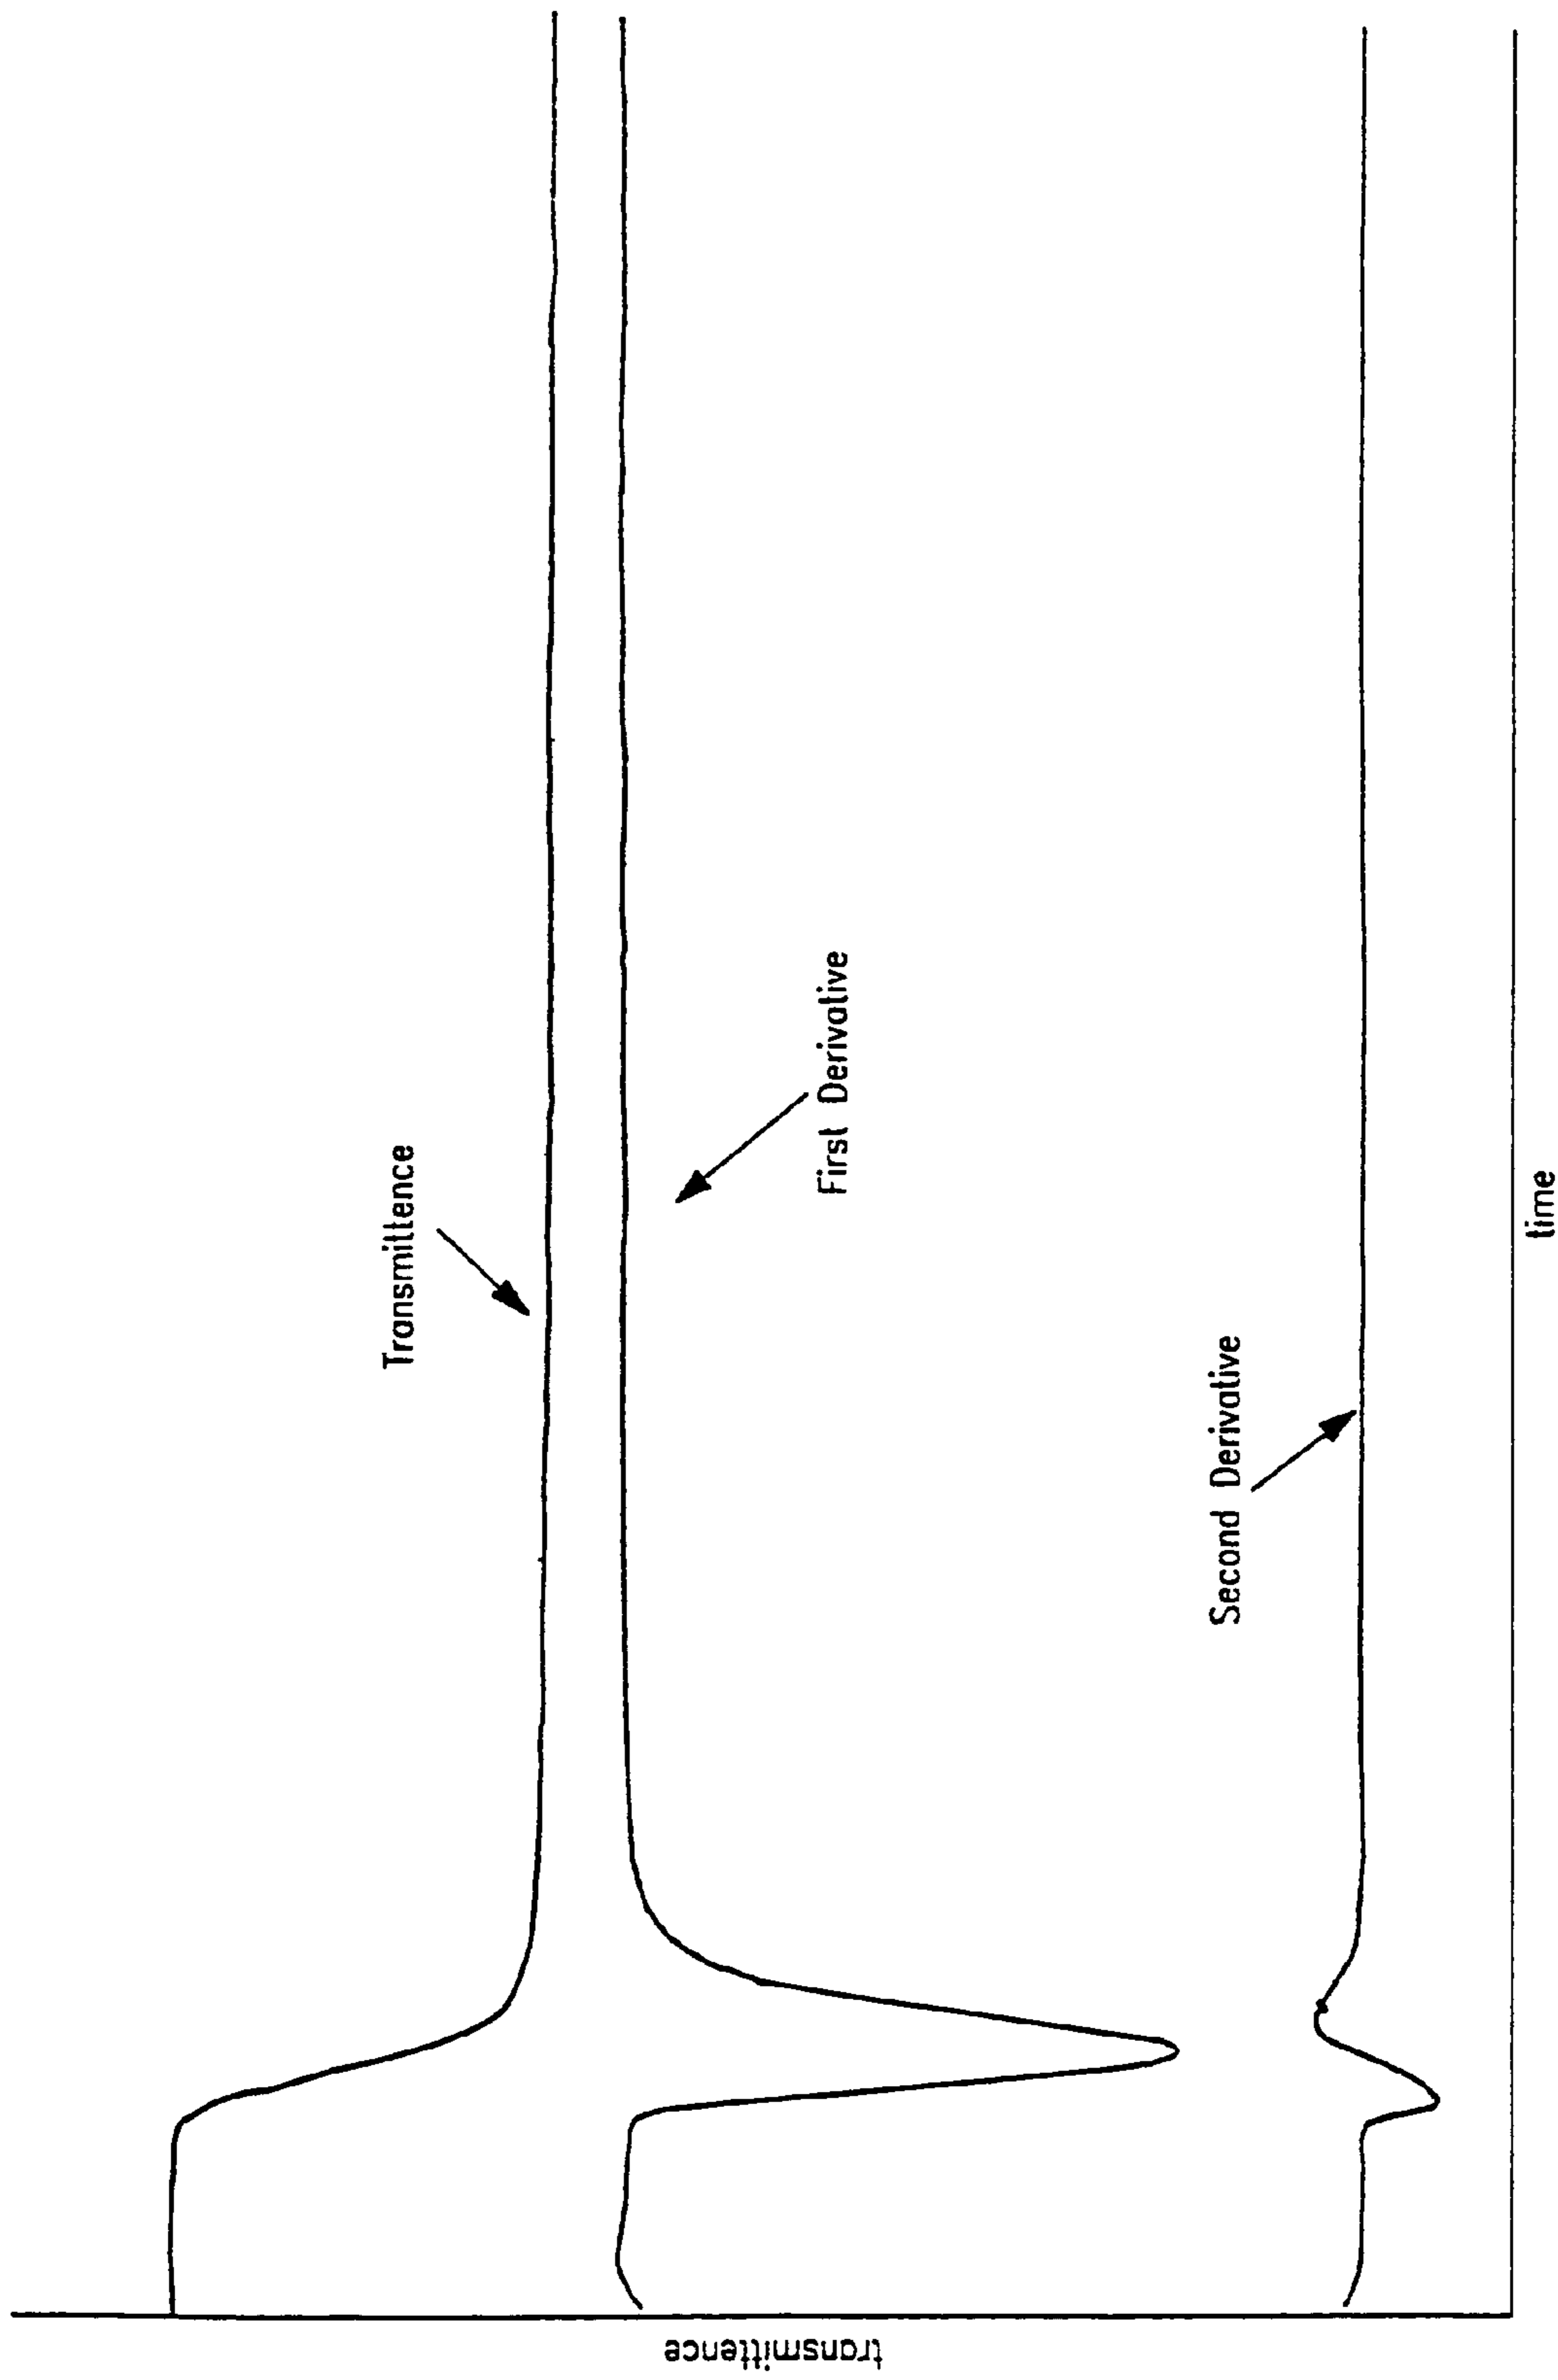 Transmittence
First Derivative
Second Derivative
time
transmittence